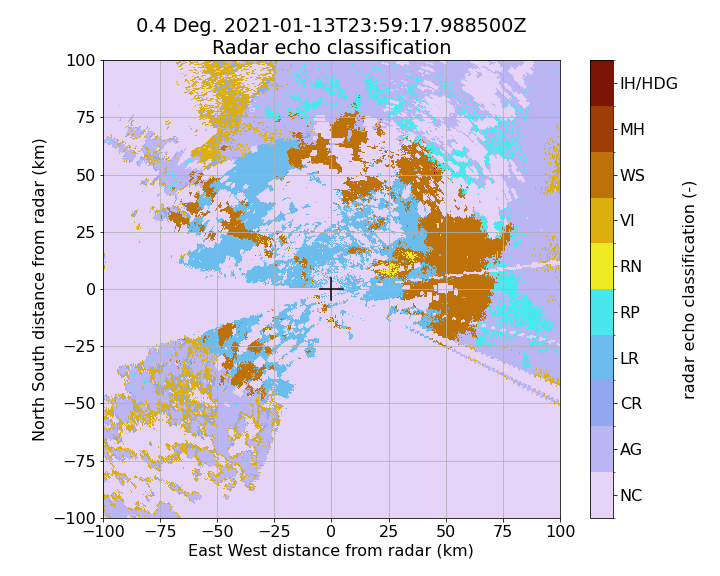 0.4 Deg. 2021-01-13T23:59:17.988500Z
Radar echo classification
100
75
50
25
0
−25
−50
−75
−100
North South distance from radar (km)
−100
−75
−50
−25
0
25
50
75
100
East West distance from radar (km)
IH/HDG
MH
WS
VI
RN
RP
LR
CR
AG
NC
radar echo classification (-)